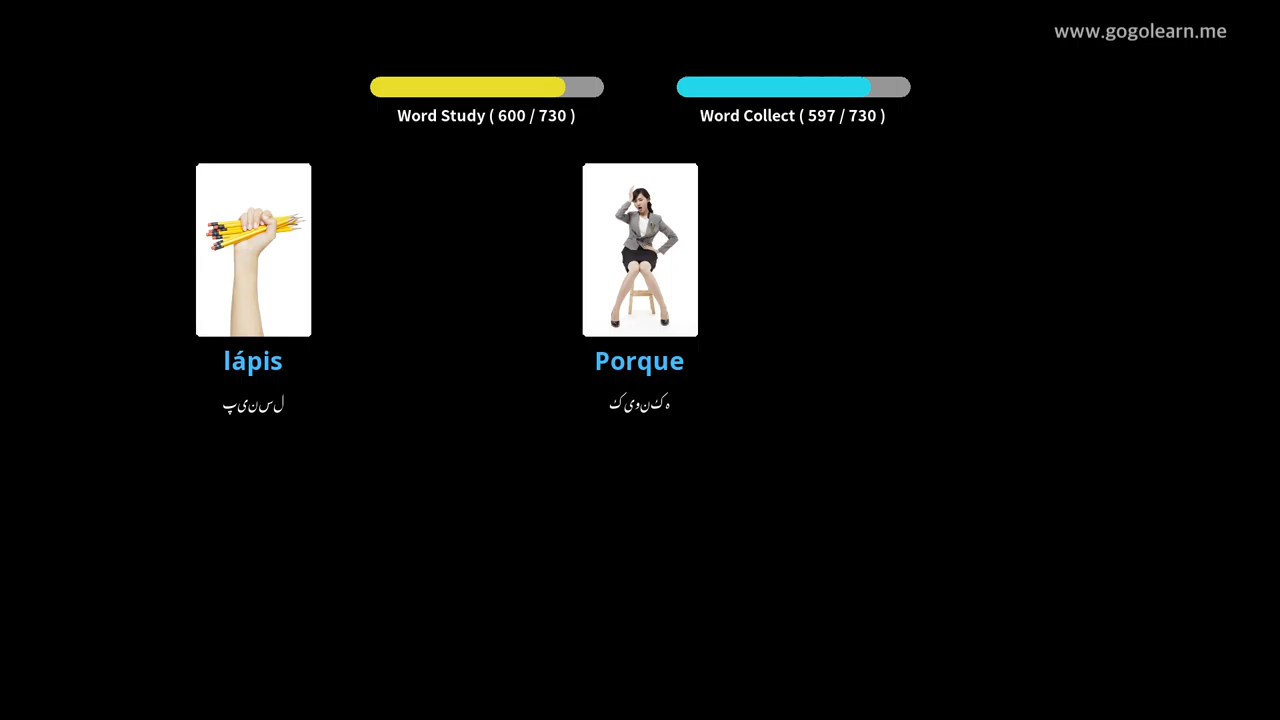 www.gogolearn.me
Word Study ( 600 / 730 )
Word Collect ( 597 / 730 )
lápis
پینسل
Porque
کیونکہ